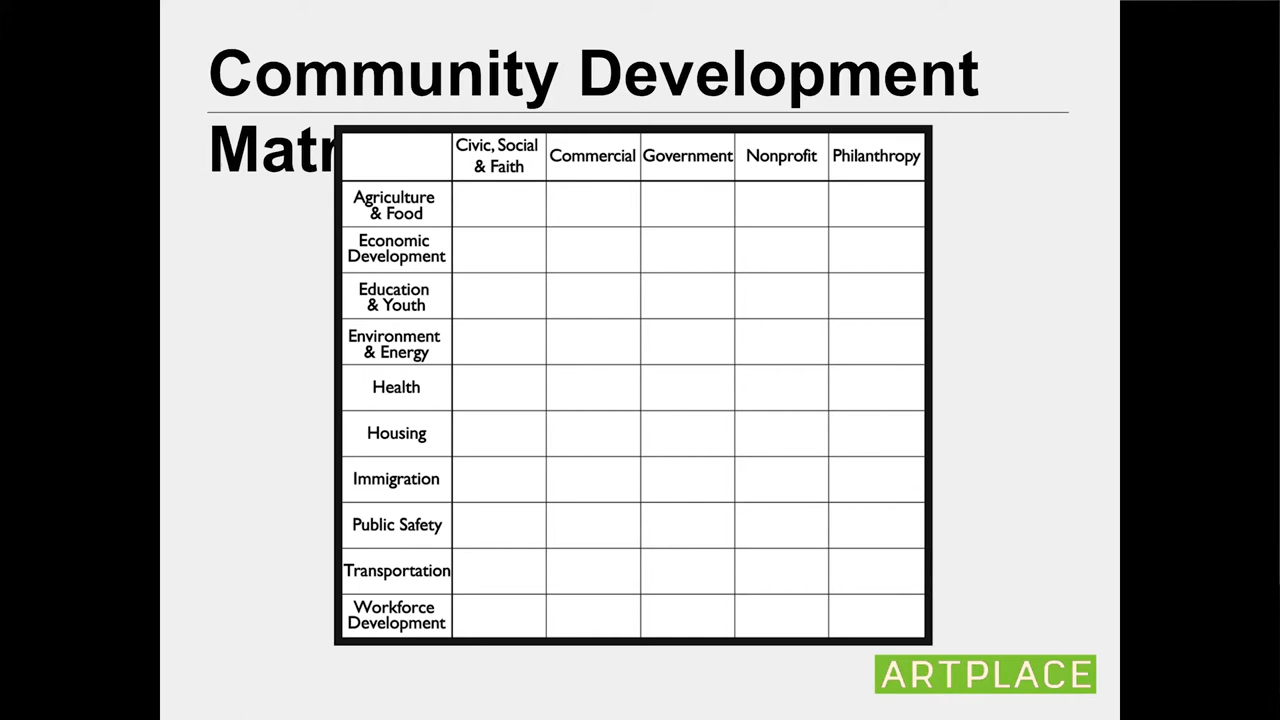 Community Development
Matr
Civic, Social
& Faith
Commercial
Government
Nonprofit
Philanthropy
Agriculture
& Food
Economic
Development
Education
& Youth
Environment
& Energy
Health
Housing
Immigration
Public Safety
Transportation
Workforce
Development
ARTPLACE